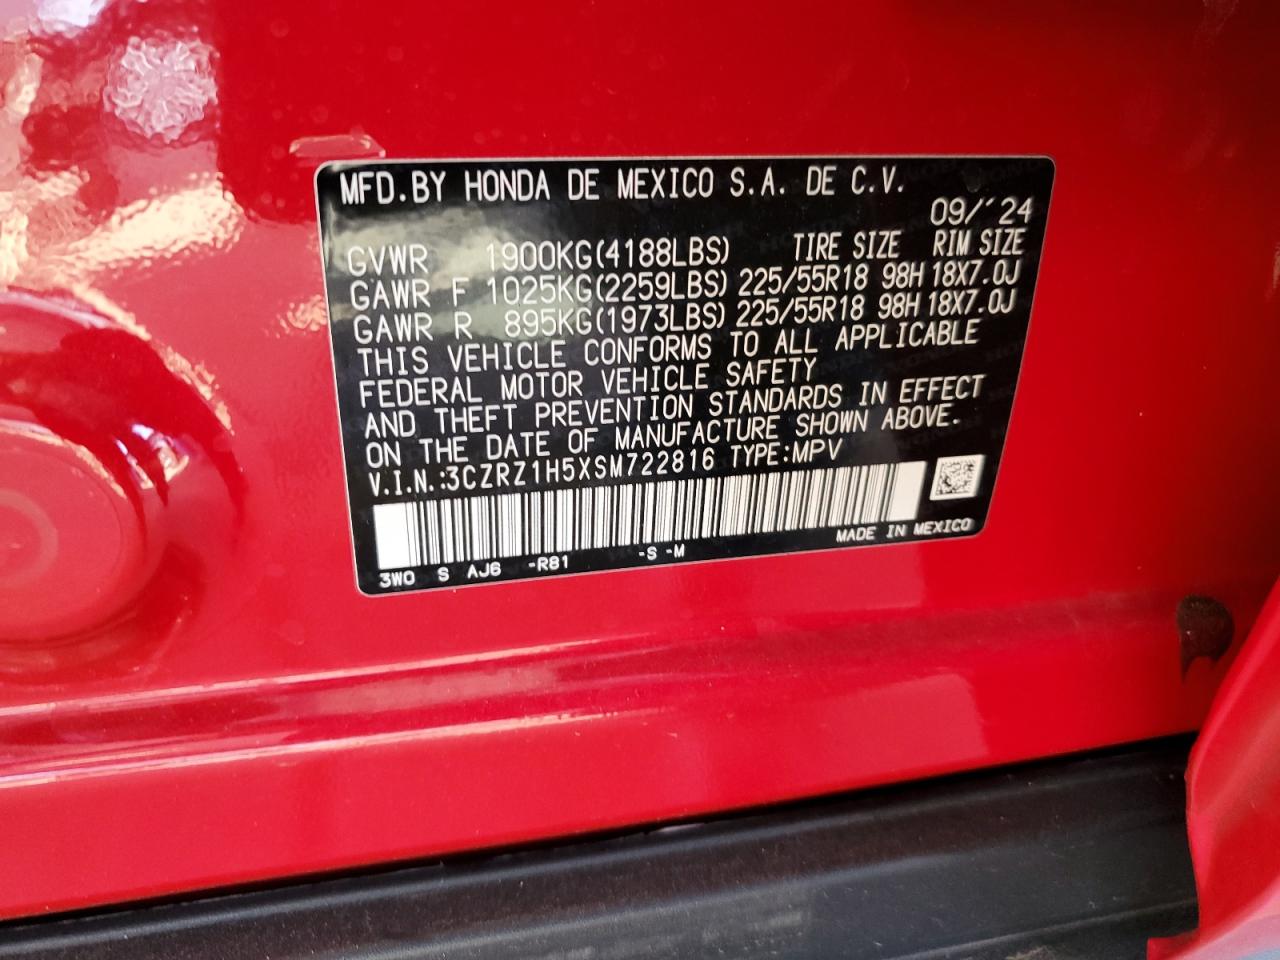 MFD.BY HONDA DE MEXICO S.A. DE C.V.
09/´24
GVWR 1900KG(4188LBS) TIRE SIZE RIM SIZE
GAWR F 1025KG(2259LBS) 225/55R18 98H 18X7.0J
GAWR R 895KG(1973LBS) 225/55R18 98H 18X7.0J
THIS VEHICLE CONFORMS TO ALL APPLICABLE
FEDERAL MOTOR VEHICLE SAFETY
AND THEFT PREVENTION STANDARDS IN EFFECT
ON THE DATE OF MANUFACTURE SHOWN ABOVE.
V.I.N.:3CZRZ1H5XSM722816 TYPE:MPV
MADE IN MEXICO
3WO S AJ6 -R81 -S -M